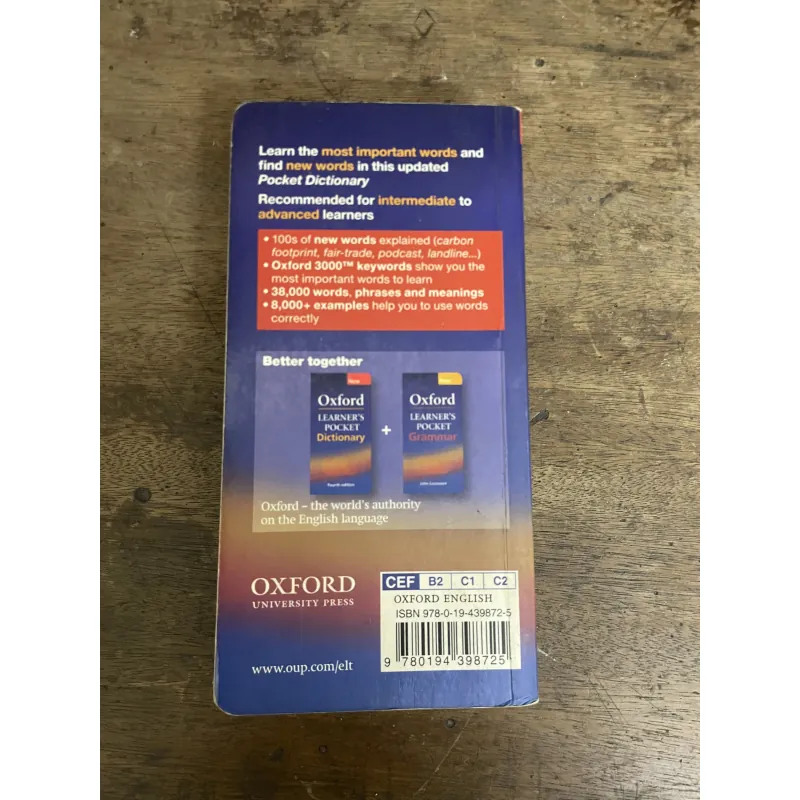 Learn the most important words and
find new words in this updated
Pocket Dictionary
Recommended for intermediate to
advanced learners
• 100s of new words explained (carbon
footprint, fair-trade, podcast, landline...)
• Oxford 3000™ keywords show you the
most important words to learn
• 38,000 words, phrases and meanings
• 8,000+ examples help you to use words
correctly
Better together
New
Oxford
LEARNER'S
POCKET
Dictionary
Fourth edition
+
New
Oxford
LEARNER'S
POCKET
Grammar
Oxford – the world's authority
on the English language
OXFORD
UNIVERSITY PRESS
www.oup.com/elt
CEF B2 C1 C2
OXFORD ENGLISH
ISBN 978-0-19-439872-5
9 780194 398725